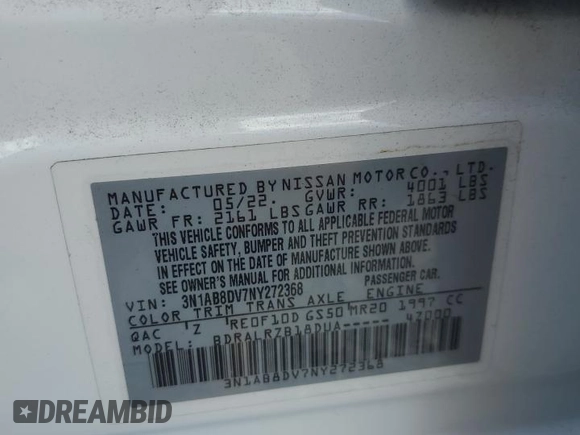 MANUFACTURED BY NISSAN MOTOR CO., LTD.
DATE: 05/22. GVWR: 4001 LBS
GAWR FR: 2161 LBS GAWR RR: 1863 LBS
THIS VEHICLE CONFORMS TO ALL APPLICABLE FEDERAL MOTOR
VEHICLE SAFETY, BUMPER AND THEFT PREVENTION STANDARDS
IN EFFECT ON THE DATE OF MANUFACTURE SHOWN ABOVE.
SEE OWNER'S MANUAL FOR ADDITIONAL INFORMATION.
VIN: 3N1AB8DV7NY272368 PASSENGER CAR.
COLOR TRIM TRANS AXLE ENGINE
QAC 'Z RE0F10D GS50 MR20 1997 CC
MODEL: BDRALRZB18DUA--- 4Z000
3N1AB8DV7NY272368
DREAMBID